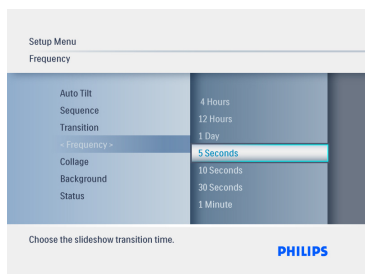 Setup Menu
Frequency
Auto Tilt
Sequence
Transition
< Frequency >
Collage
Background
Status
4 Hours
12 Hours
1 Day
5 Seconds
10 Seconds
30 Seconds
1 Minute
Choose the slideshow transition time.
PHILIPS